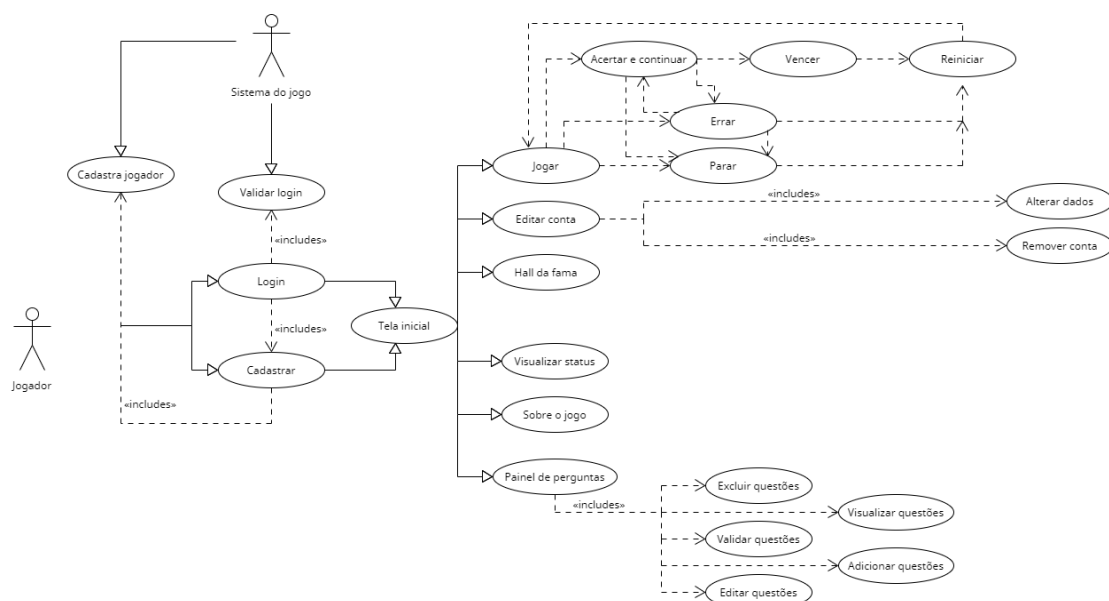 Acertar e continuar
Vencer
Reiniciar
Sistema do jogo
Errar
Cadastra jogador
Jogar
Parar
Validar login
«includes»
Alterar dados
Editar conta
«includes»
«includes»
Remover conta
Login
Hall da fama
Tela inicial
«includes»
Cadastrar
Visualizar status
Jogador
«includes»
Sobre o jogo
Painel de perguntas
Excluir questões
«includes»
Visualizar questões
Validar questões
Adicionar questões
Editar questões